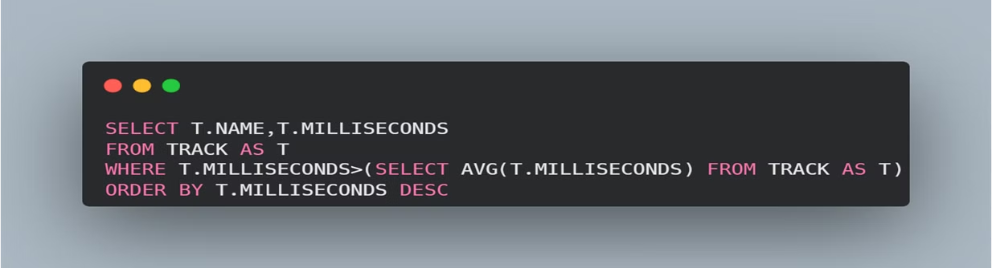 SELECT T.NAME,T.MILLISECONDS
FROM TRACK AS T
WHERE T.MILLISECONDS>(SELECT AVG(T.MILLISECONDS) FROM TRACK AS T)
ORDER BY T.MILLISECONDS DESC